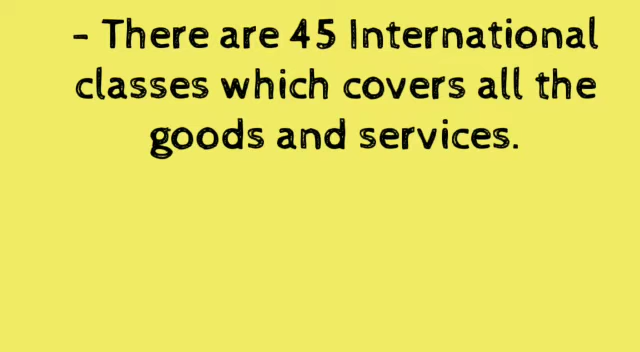 - There are 45 International
classes which covers all the
goods and services.